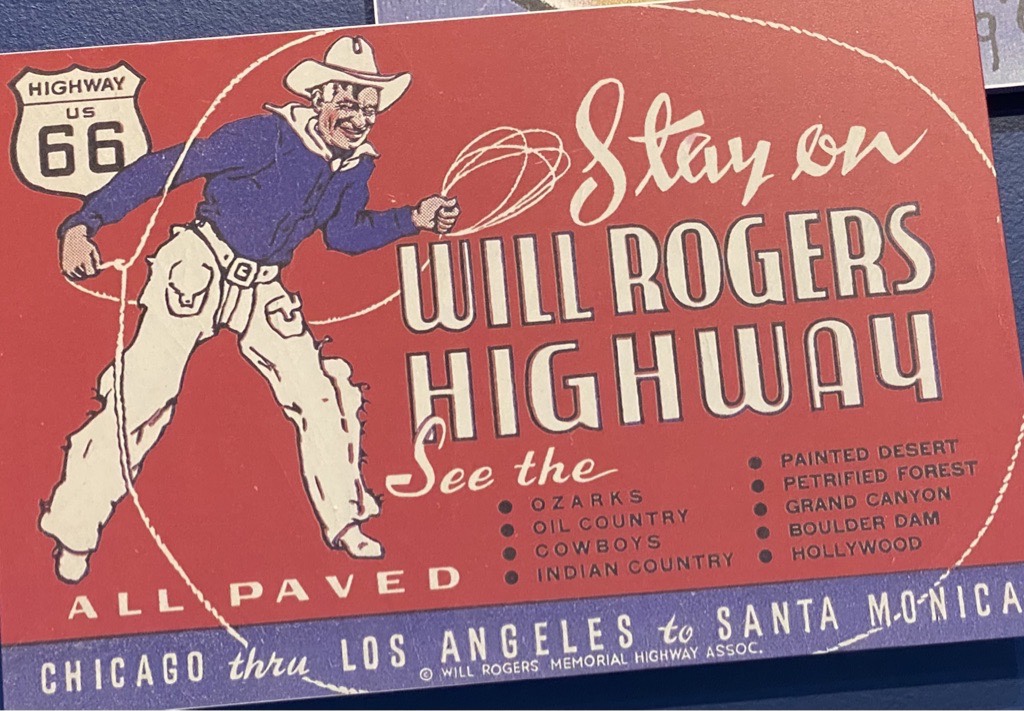 HIGHWAY
US
66
Stay on
WILL ROGERS
HIGHWAY
See the
• OZARKS
• OIL COUNTRY
• COWBOYS
• INDIAN COUNTRY
• PAINTED DESERT
• PETRIFIED FOREST
• GRAND CANYON
• BOULDER DAM
• HOLLYWOOD
ALL PAVED
CHICAGO thru LOS ANGELES to SANTA MONICA
© WILL ROGERS MEMORIAL HIGHWAY ASSOC.